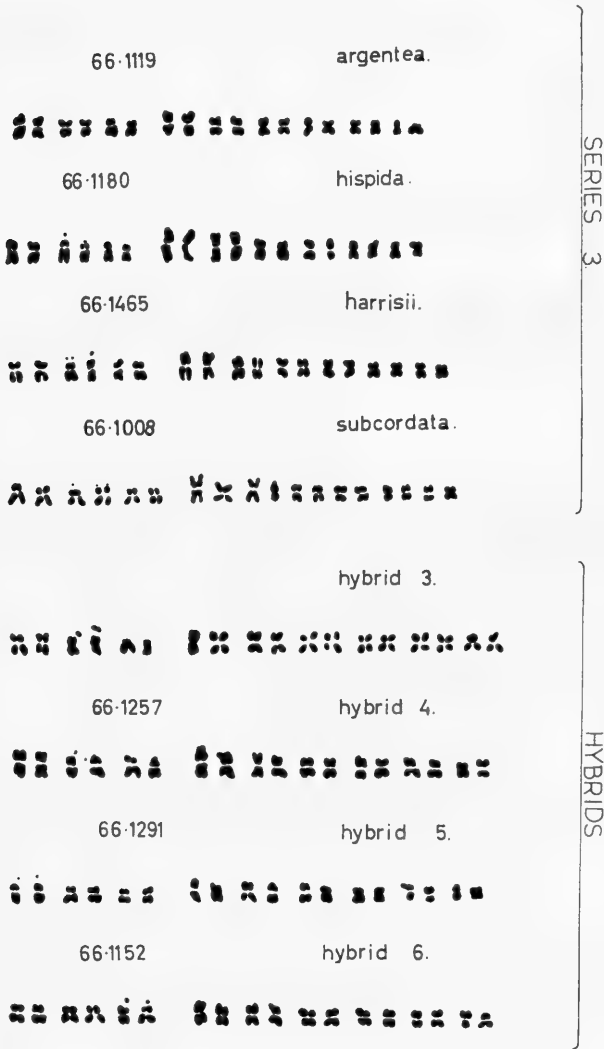 66·1119 argentea.
66·1180 hispida.
66·1465 harrisii.
66·1008 subcordata.
SERIES 3.
hybrid 3.
66·1257 hybrid 4.
66·1291 hybrid 5.
66·1152 hybrid 6.
HYBRIDS